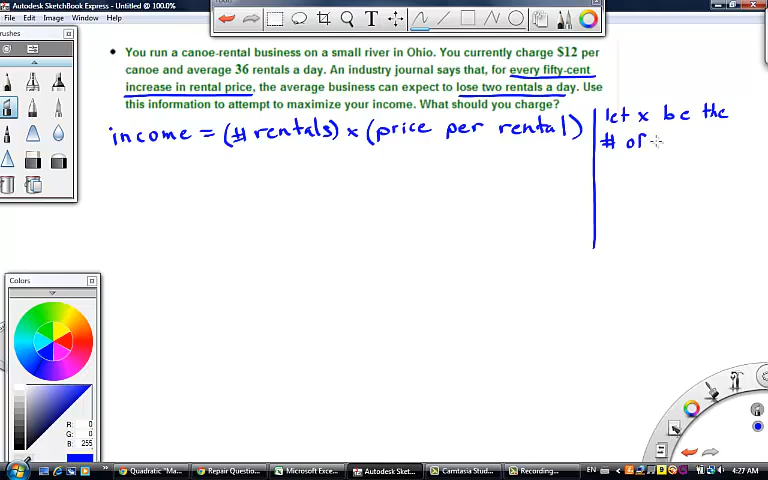 Autodesk SketchBook Express - Untitled @ 100.0%
File Edit Image Window Help
Tools
Brushes
T
• You run a canoe-rental business on a small river in Ohio. You currently charge $12 per
canoe and average 36 rentals a day. An industry journal says that, for every fifty-cent
increase in rental price, the average business can expect to lose two rentals a day. Use
this information to attempt to maximize your income. What should you charge?
income = (# rentals) x (price per rental)
let x be the
# of
Colors
R: 0
G: 0
B: 255
Quadratic "Ma...
Repair Questio...
Microsoft Exce...
Autodesk Sket...
Camtasia Studi...
Recording...
EN
4:27 AM